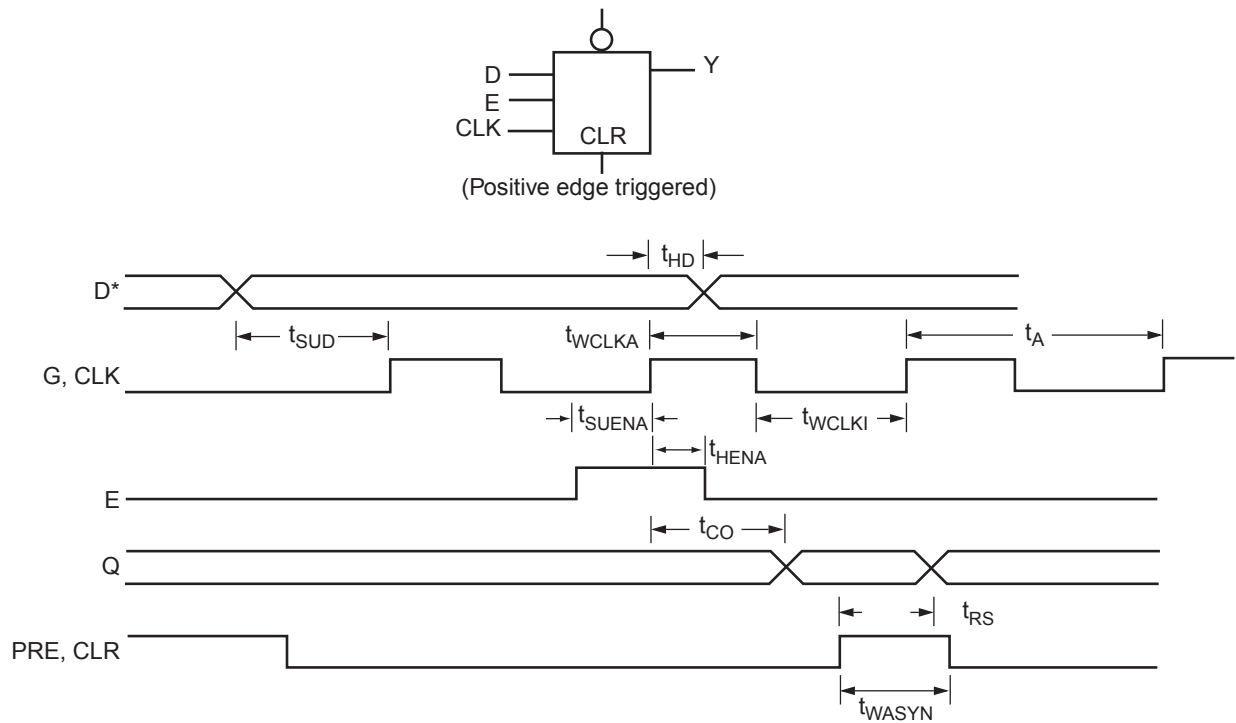 D
Y
E
CLK
CLR
(Positive edge triggered)
tHD
D*
tSUD
tWCLKA
tA
G, CLK
tSUENA
tWCLKI
tHENA
E
tCO
Q
tRS
PRE, CLR
tWASYN